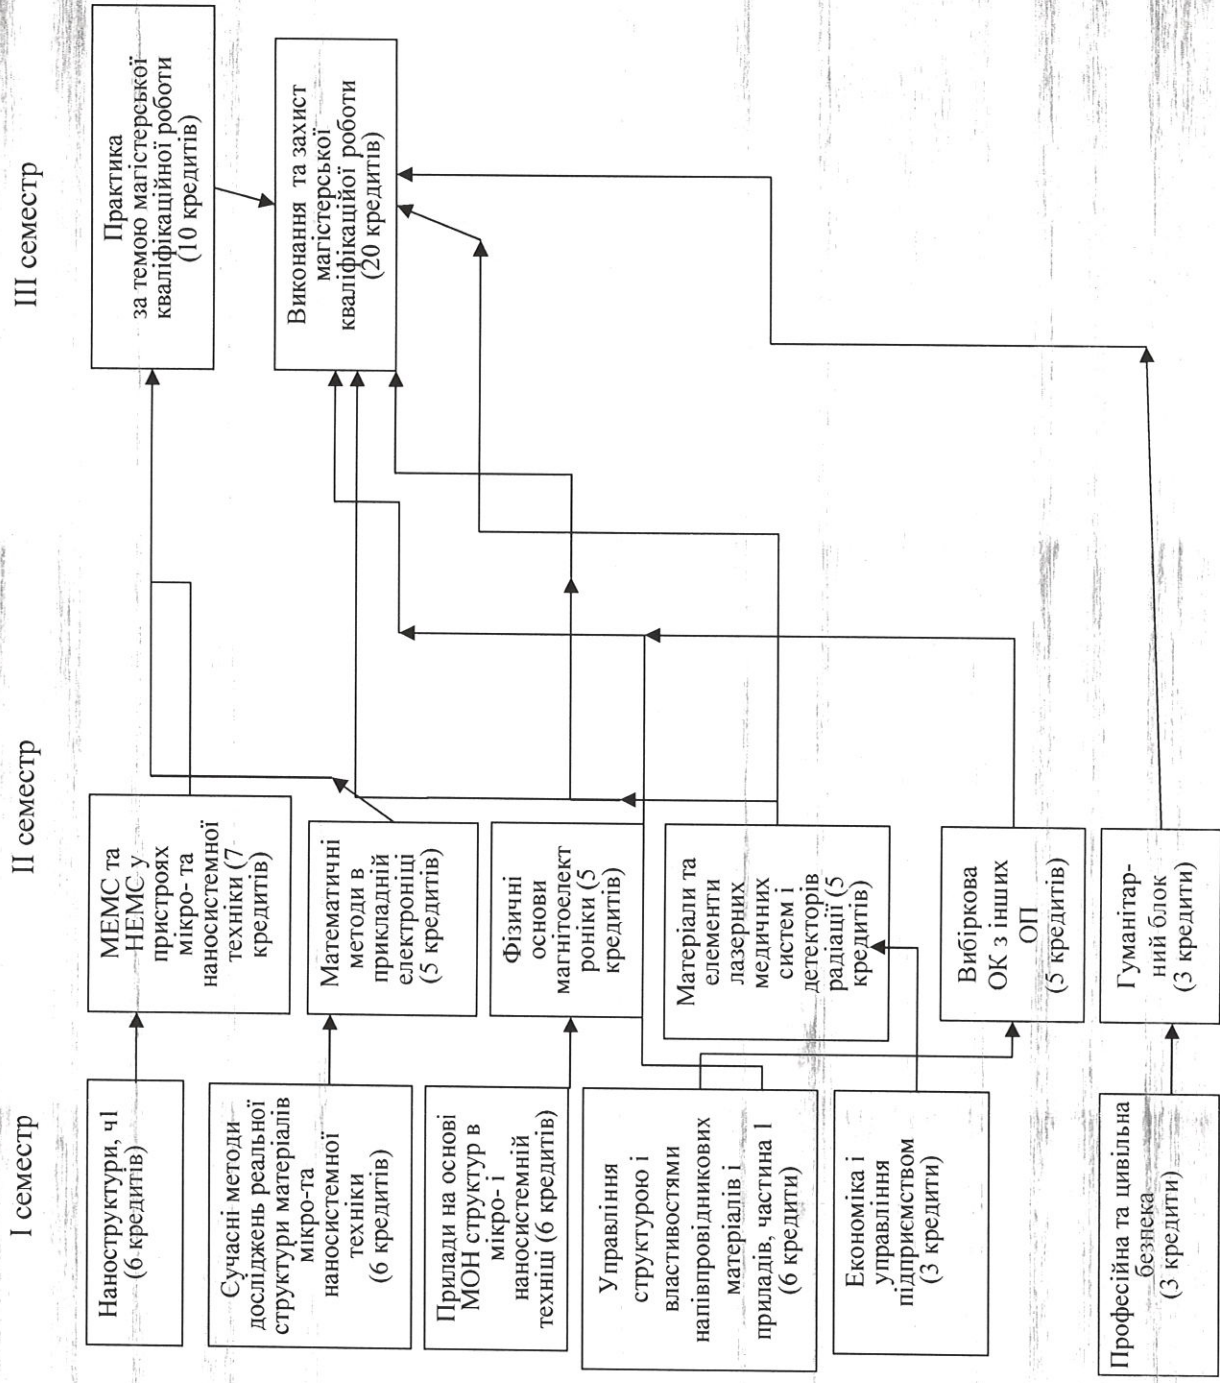 I семестр
II семестр
III семестр
Наноструктури, чI
(6 кредитів)
Сучасні методи
досліджень реальної
структури матеріалів
мікро-та
наносистемної
техніки
(6 кредитів)
Прилади на основі
МОН структур в
мікро- і
наносистемній
техніці (6 кредитів)
Управління
структурою і
властивостями
напівпровідникових
матеріалів і
приладів, частина 1
(6 кредити)
Економіка і
управління
підприємством
(3 кредити)
Професійна та цивільна
безпека
(3 кредити)
МЕМС та
НЕМС у
пристроях
мікро- та
наносистемної
техніки (7
кредитів)
Математичні
методи в
прикладній
електроніці
(5 кредитів)
Фізичні
основи
магнітоелект
роніки (5
кредитів)
Матеріали та
елементи
лазерних
медичних
систем і
детекторів
радіації (5
кредитів)
Вибіркова
ОК з інших
ОП
(5 кредитів)
Гуманітар-
ний блок
(3 кредити)
Практика
за темою магістерської
кваліфікаційної роботи
(10 кредитів)
Виконання та захист
магістерської
кваліфікаційої роботи
(20 кредитів)